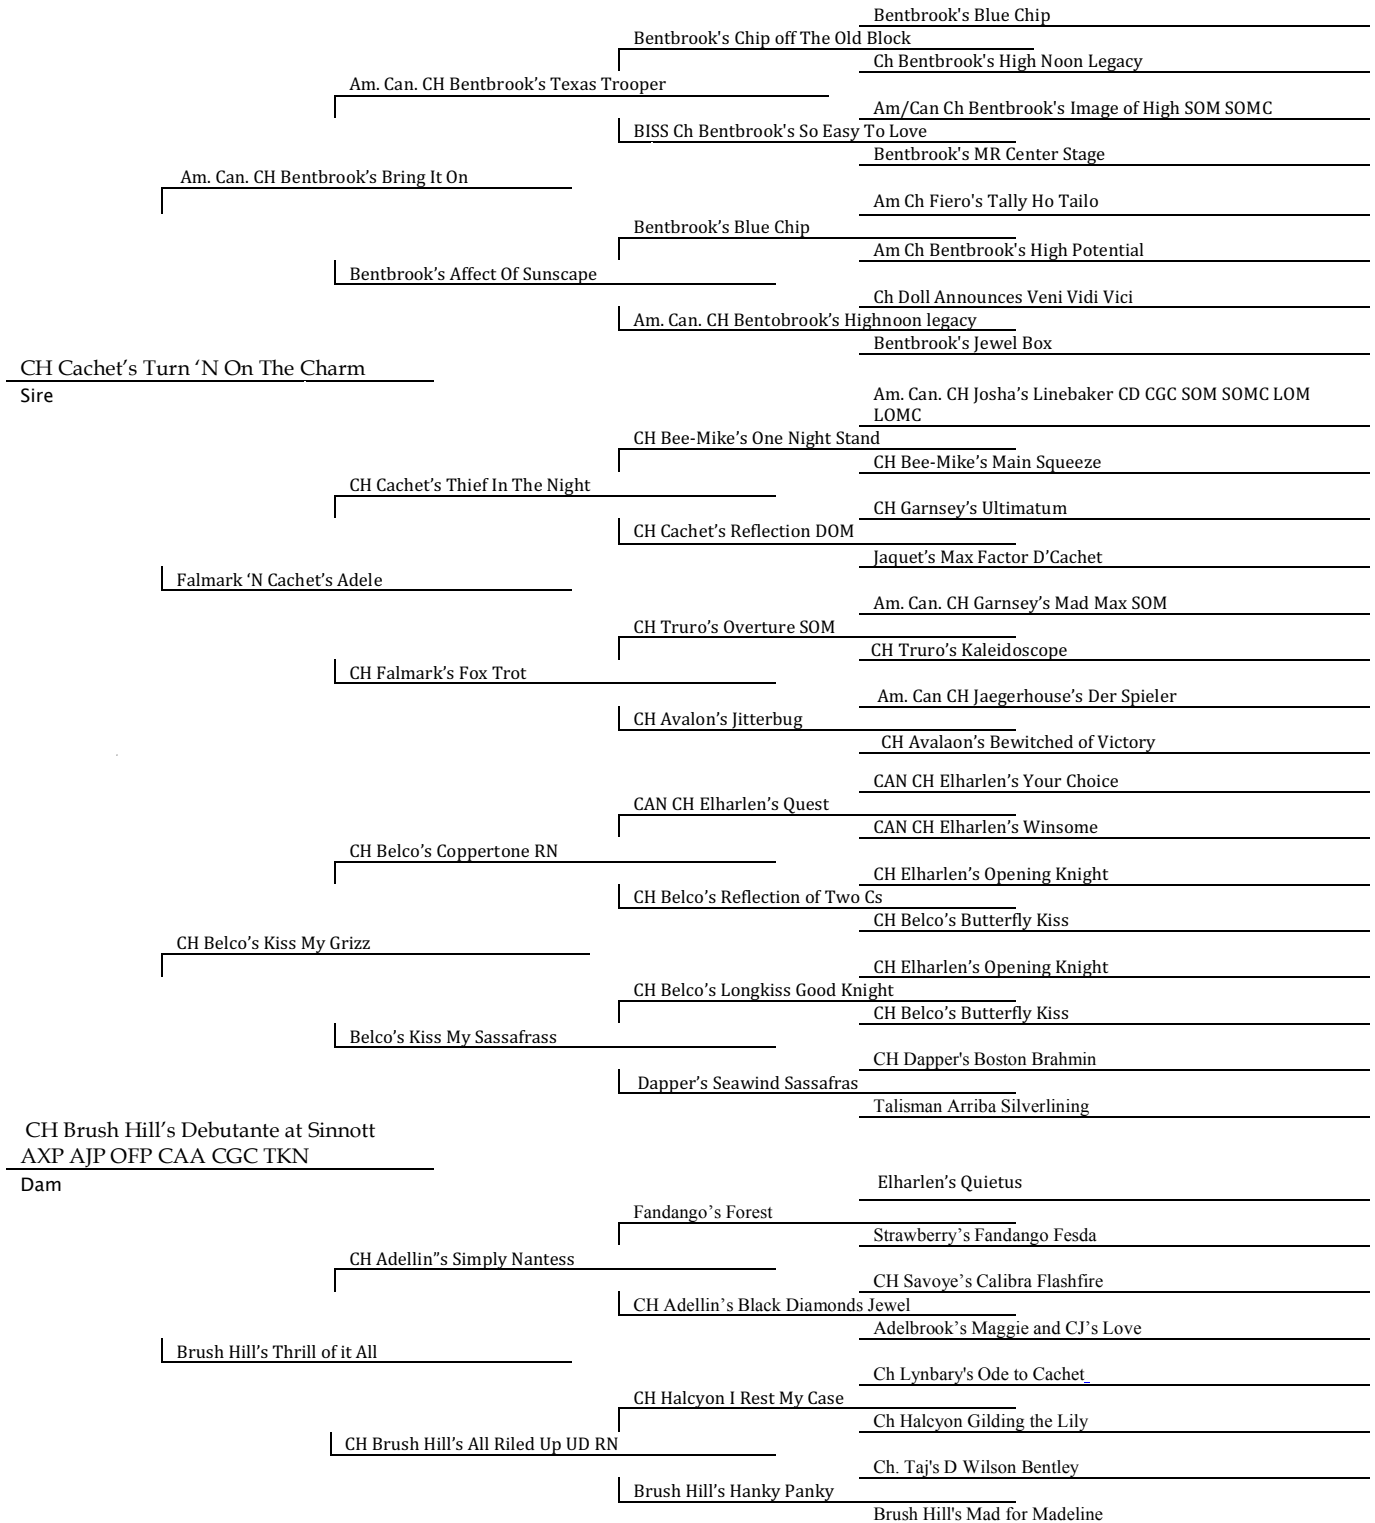 Bentbrook's Blue Chip
Bentbrook's Chip off The Old Block
Ch Bentbrook's High Noon Legacy
Am. Can. CH Bentbrook’s Texas Trooper
Am/Can Ch Bentbrook's Image of High SOM SOMC
BISS Ch Bentbrook's So Easy To Love
Bentbrook's MR Center Stage
Am. Can. CH Bentbrook’s Bring It On
Am Ch Fiero's Tally Ho Tailo
Bentbrook’s Blue Chip
Am Ch Bentbrook's High Potential
Bentbrook’s Affect Of Sunscape
Ch Doll Announces Veni Vidi Vici
Am. Can. CH Bentobrook’s Highnoon legacy
Bentbrook's Jewel Box
CH Cachet’s Turn ‘N On The Charm
Sire
Am. Can. CH Josha’s Linebaker CD CGC SOM SOMC LOM
LOMC
CH Bee-Mike’s One Night Stand
CH Bee-Mike’s Main Squeeze
CH Cachet’s Thief In The Night
CH Garnsey’s Ultimatum
CH Cachet’s Reflection DOM
Jaquet’s Max Factor D’Cachet
Falmark ‘N Cachet’s Adele
Am. Can. CH Garnsey’s Mad Max SOM
CH Truro’s Overture SOM
CH Truro’s Kaleidoscope
CH Falmark’s Fox Trot
Am. Can CH Jaegerhouse’s Der Spieler
CH Avalon’s Jitterbug
CH Avalaon’s Bewitched of Victory
CAN CH Elharlen’s Your Choice
CAN CH Elharlen’s Quest
CAN CH Elharlen’s Winsome
CH Belco’s Coppertone RN
CH Elharlen’s Opening Knight
CH Belco’s Reflection of Two Cs
CH Belco’s Butterfly Kiss
CH Belco’s Kiss My Grizz
CH Elharlen’s Opening Knight
CH Belco’s Longkiss Good Knight
CH Belco’s Butterfly Kiss
Belco’s Kiss My Sassafrass
CH Dapper's Boston Brahmin
Dapper’s Seawind Sassafras
Talisman Arriba Silverlining
CH Brush Hill’s Debutante at Sinnott
AXP AJP OFP CAA CGC TKN
Dam
Elharlen’s Quietus
Fandango’s Forest
Strawberry’s Fandango Fesda
CH Adellin"s Simply Nantess
CH Savoye’s Calibra Flashfire
CH Adellin’s Black Diamonds Jewel
Adelbrook’s Maggie and CJ’s Love
Brush Hill’s Thrill of it All
Ch Lynbary's Ode to Cachet
CH Halcyon I Rest My Case
Ch Halcyon Gilding the Lily
CH Brush Hill’s All Riled Up UD RN
Ch. Taj's D Wilson Bentley
Brush Hill’s Hanky Panky
Brush Hill's Mad for Madeline